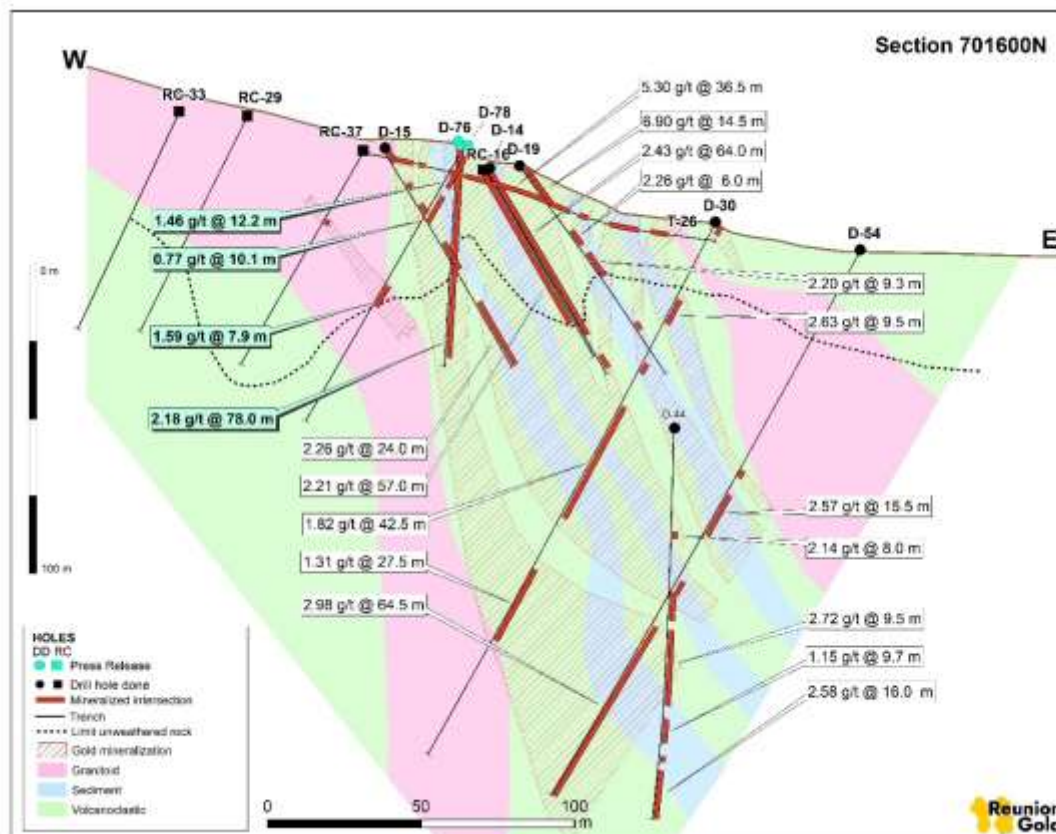 Section 701600N
W
E
RC-33
RC-29
RC-37
D-15
D-76
D-78
D-14
RC-16
D-19
T-26
D-30
D-54
D-44
5.30 g/t @ 36.5 m
6.90 g/t @ 14.5 m
2.43 g/t @ 64.0 m
2.26 g/t @ 6.0 m
1.46 g/t @ 12.2 m
0.77 g/t @ 10.1 m
1.59 g/t @ 7.9 m
2.18 g/t @ 78.0 m
2.20 g/t @ 9.3 m
2.63 g/t @ 9.5 m
2.26 g/t @ 24.0 m
2.21 g/t @ 57.0 m
1.82 g/t @ 42.5 m
1.31 g/t @ 27.5 m
2.98 g/t @ 64.5 m
2.57 g/t @ 15.5 m
2.14 g/t @ 8.0 m
2.72 g/t @ 9.5 m
1.15 g/t @ 9.7 m
2.58 g/t @ 16.0 m
0 m
100 m
HOLES
DD RC
Press Release
Drill hole done
Mineralized intersection
Trench
Limit unweathered rock
Gold mineralization
Granitoid
Sediment
Volcanoclastic
0 50 100
m
Reunion
Gold